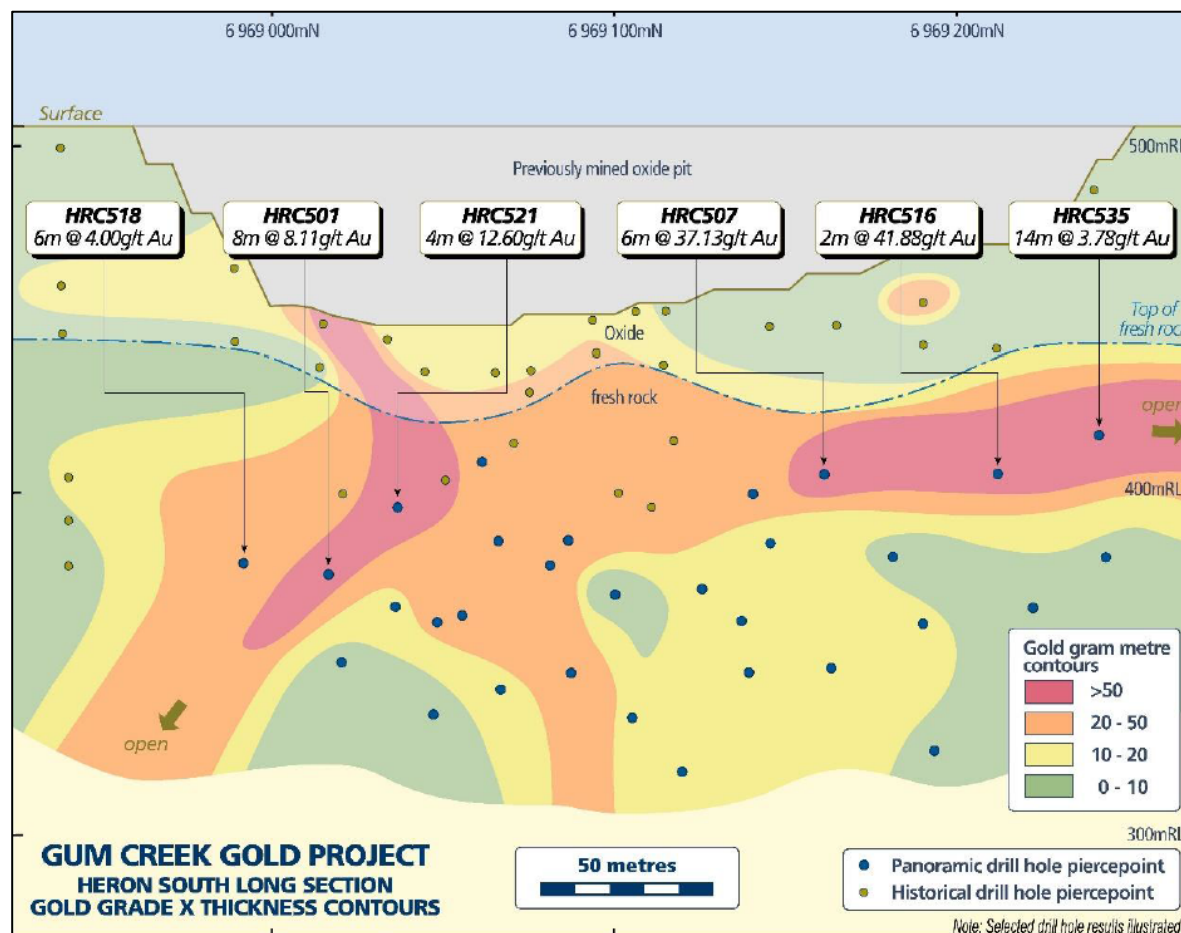 6 969 000mN
6 969 100mN
6 969 200mN
Surface
500mRL
Previously mined oxide pit
HRC518
6m @ 4.00g/t Au
HRC501
8m @ 8.11g/t Au
HRC521
4m @ 12.60g/t Au
HRC507
6m @ 37.13g/t Au
HRC516
2m @ 41.88g/t Au
HRC535
14m @ 3.78g/t Au
Oxide
Top of
fresh rock
fresh rock
open
400mRL
open
Gold gram metre
contours
>50
20 - 50
10 - 20
0 - 10
300mRL
GUM CREEK GOLD PROJECT
HERON SOUTH LONG SECTION
GOLD GRADE X THICKNESS CONTOURS
50 metres
Panoramic drill hole piercepoint
Historical drill hole piercepoint
Note: Selected drill hole results illustrated